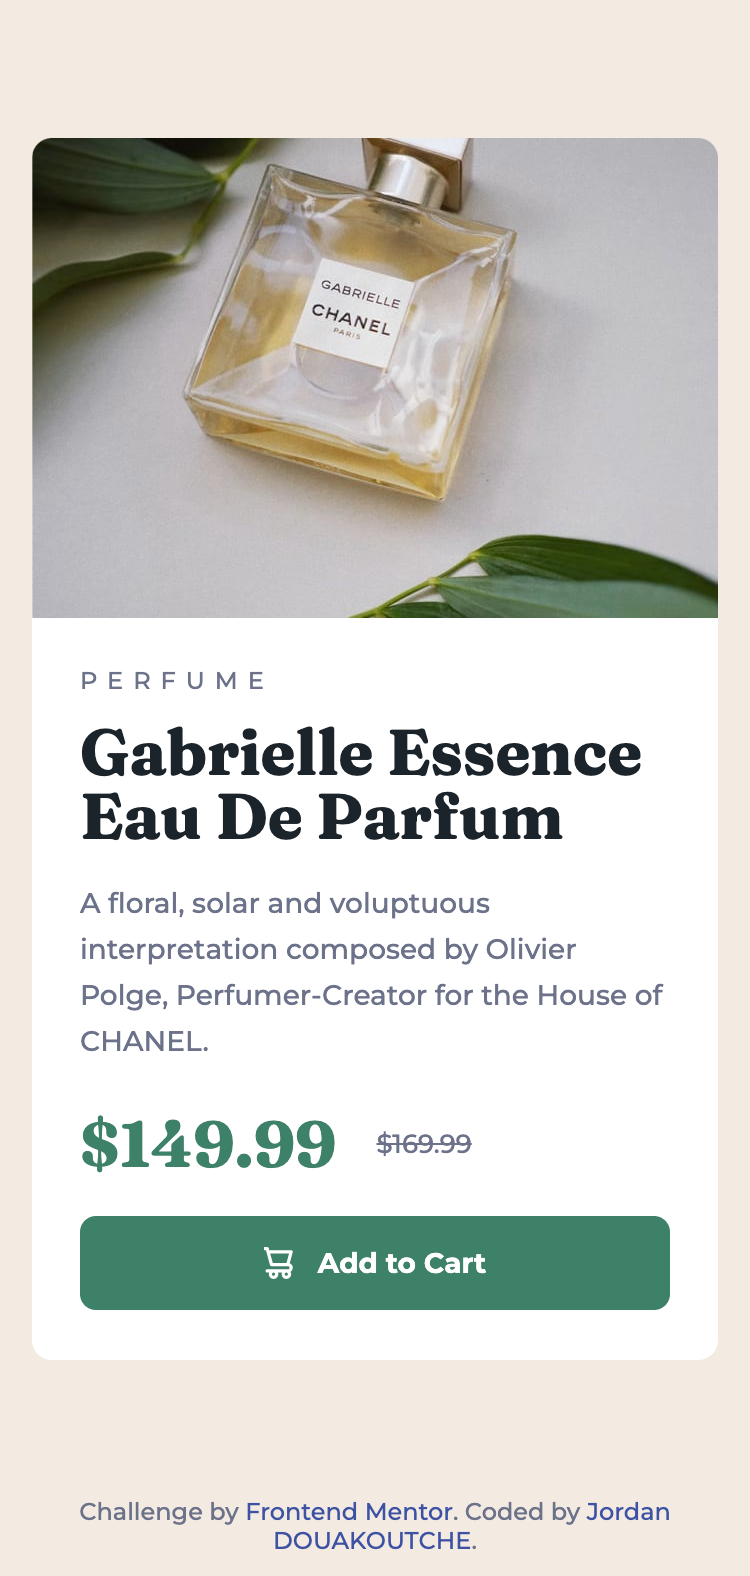 GABRIELLE
CHANEL
PARIS
PERFUME
Gabrielle Essence
Eau De Parfum
A floral, solar and voluptuous
interpretation composed by Olivier
Polge, Perfumer-Creator for the House of
CHANEL.
$149.99 $169.99
Add to Cart
Challenge by Frontend Mentor. Coded by Jordan
DOUAKOUTCHE.